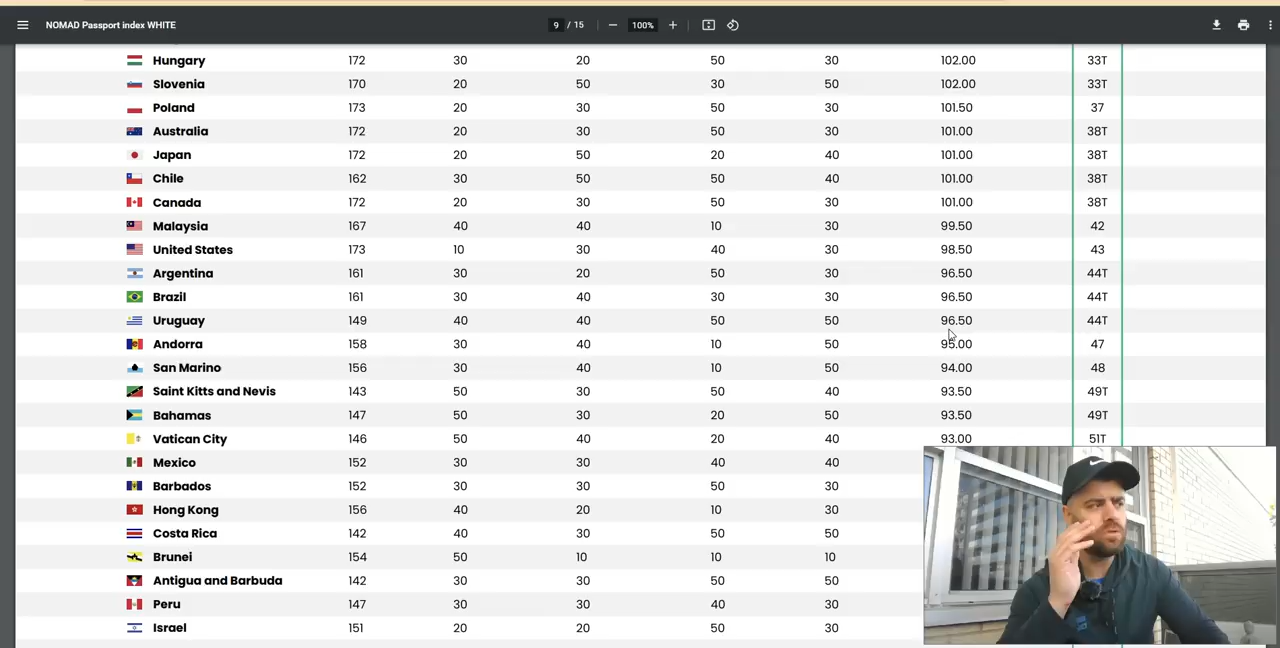 NOMAD Passport index WHITE 9 / 15 100%
Hungary 172 30 20 50 30 102.00 33T
Slovenia 170 20 50 30 50 102.00 33T
Poland 173 20 30 50 30 101.50 37
Australia 172 20 30 50 30 101.00 38T
Japan 172 20 50 20 40 101.00 38T
Chile 162 30 50 50 40 101.00 38T
Canada 172 20 30 50 30 101.00 38T
Malaysia 167 40 40 10 30 99.50 42
United States 173 10 30 40 30 98.50 43
Argentina 161 30 20 50 30 96.50 44T
Brazil 161 30 40 30 30 96.50 44T
Uruguay 149 40 40 50 50 96.50 44T
Andorra 158 30 40 10 50 95.00 47
San Marino 156 30 40 10 50 94.00 48
Saint Kitts and Nevis 143 50 30 50 40 93.50 49T
Bahamas 147 50 30 20 50 93.50 49T
Vatican City 146 50 40 20 40 93.00 51T
Mexico 152 30 30 40 40
Barbados 152 30 30 50 30
Hong Kong 156 40 20 10 30
Costa Rica 142 40 30 50 50
Brunei 154 50 10 10 10
Antigua and Barbuda 142 30 30 50 50
Peru 147 30 30 40 30
Israel 151 20 20 50 30